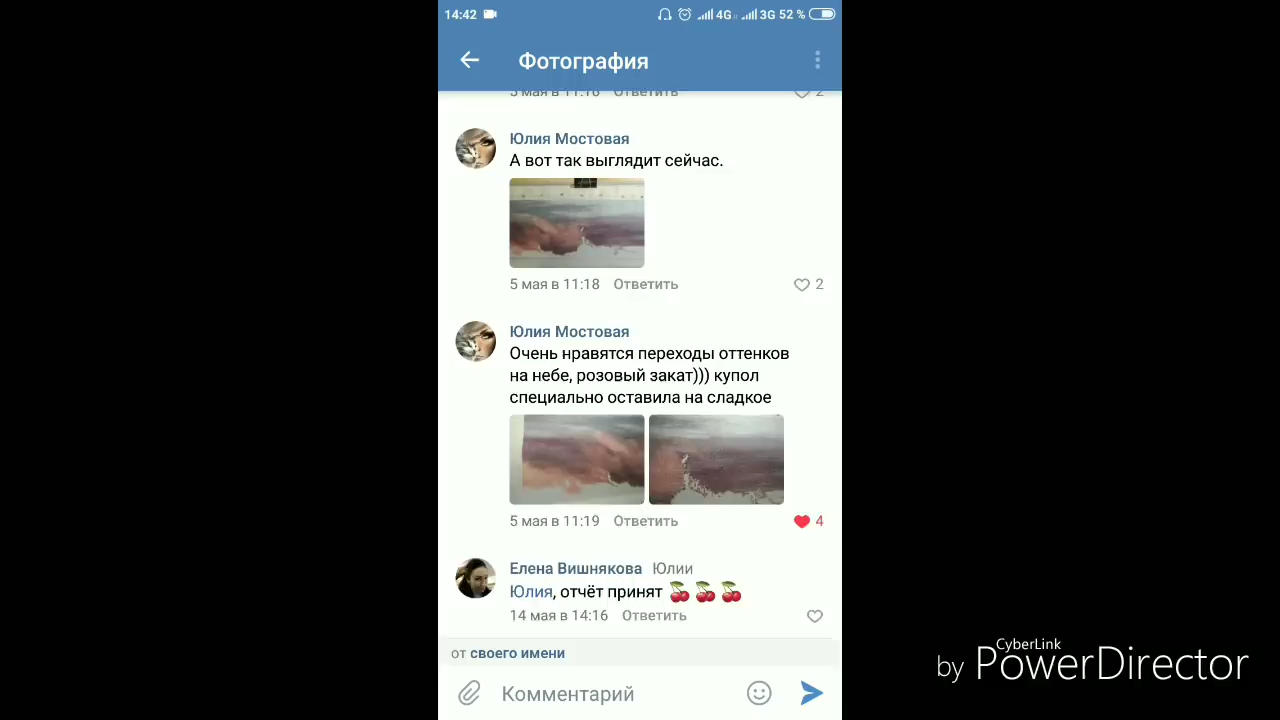 14:42 4G 3G 52 %
Фотография
5 мая в 11:16 Ответить 2
Юлия Мостовая
А вот так выглядит сейчас.
5 мая в 11:18 Ответить 2
Юлия Мостовая
Очень нравятся переходы оттенков
на небе, розовый закат))) купол
специально оставила на сладкое
5 мая в 11:19 Ответить 4
Елена Вишнякова Юлии
Юлия, отчёт принят 🍒🍒🍒
14 мая в 14:16 Ответить
от своего имени
Комментарий
CyberLink
by PowerDirector